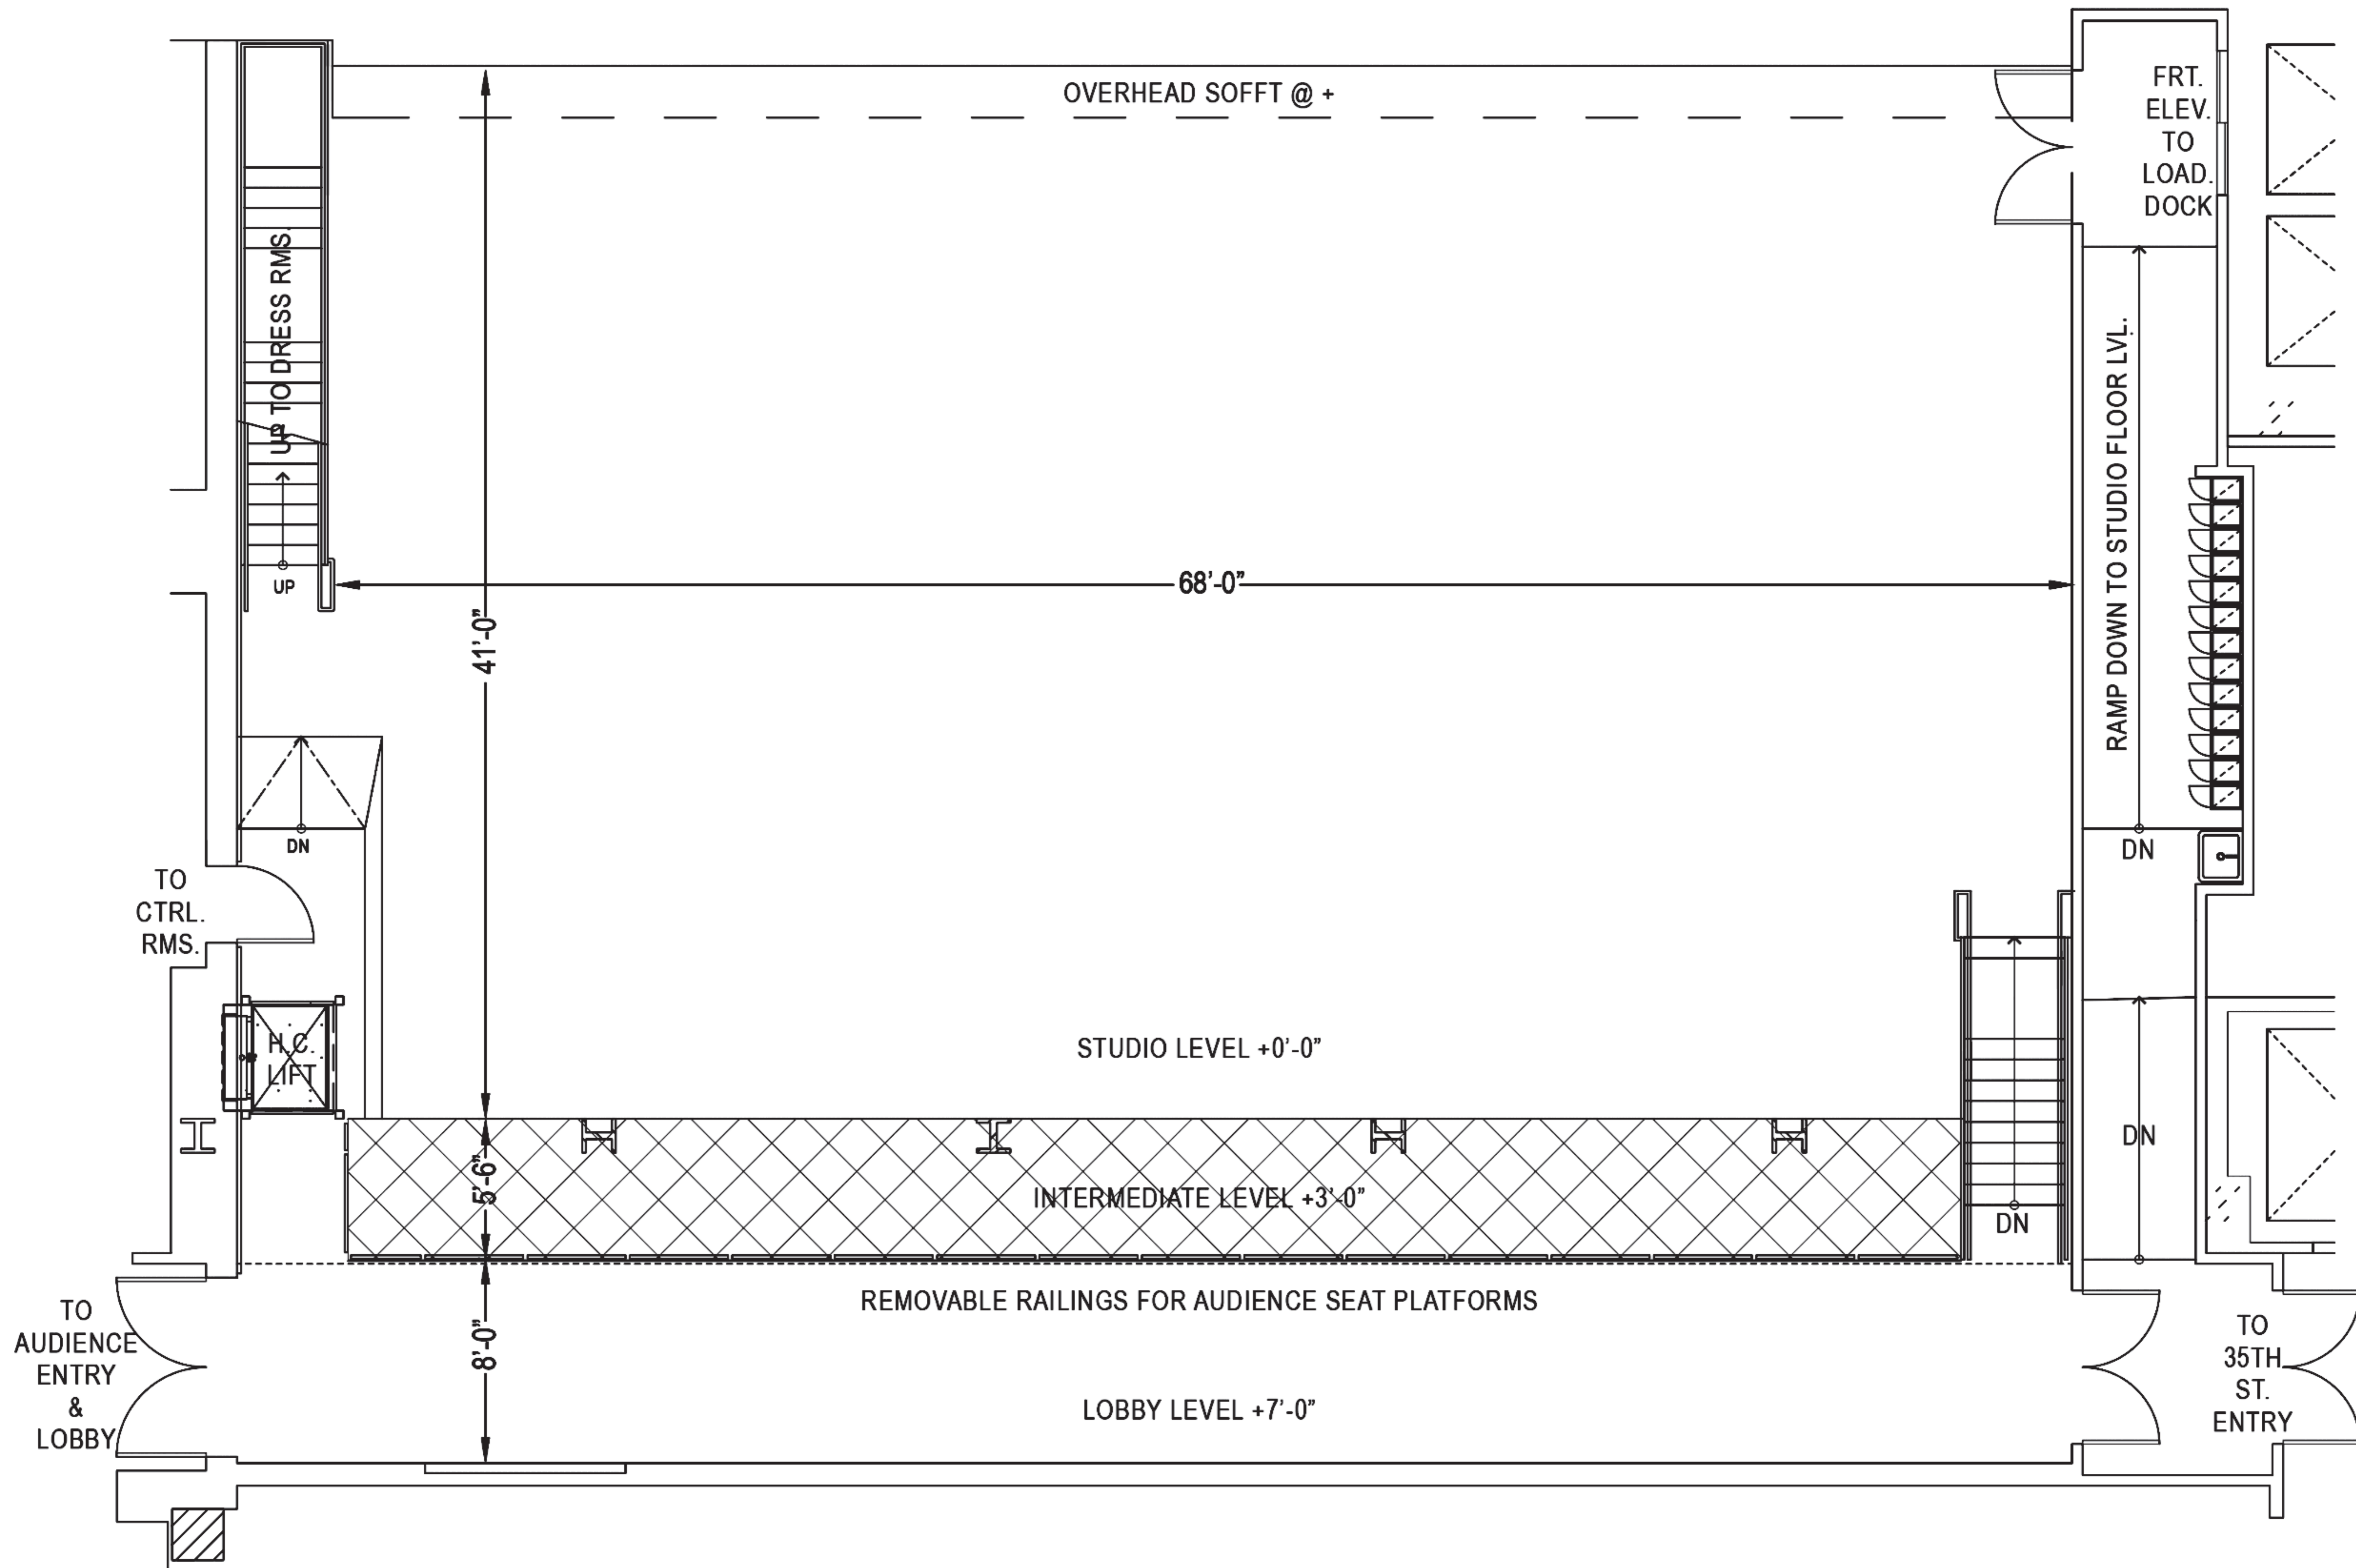 OVERHEAD SOFFT @ +
FRT.
ELEV.
TO
LOAD.
DOCK
UP TO DRESS RMS.
UP
68'-0"
41'-0"
RAMP DOWN TO STUDIO FLOOR LVL.
DN
DN
TO
CTRL.
RMS.
H.C.
LIFT
STUDIO LEVEL +0'-0"
5'-6"
INTERMEDIATE LEVEL +3'-0"
DN
DN
REMOVABLE RAILINGS FOR AUDIENCE SEAT PLATFORMS
8'-0"
LOBBY LEVEL +7'-0"
TO
AUDIENCE
ENTRY
&
LOBBY
TO
35TH
ST.
ENTRY